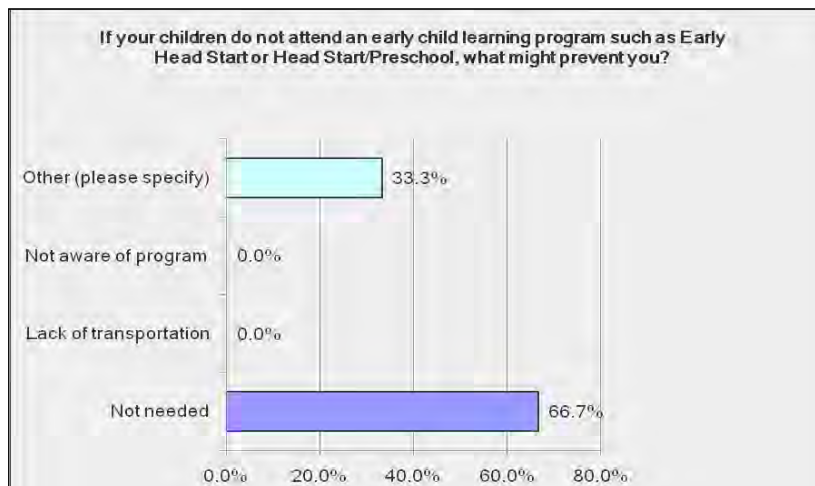 If your children do not attend an early child learning program such as Early
Head Start or Head Start/Preschool, what might prevent you?
Other (please specify) 33.3%
Not aware of program 0.0%
Lack of transportation 0.0%
Not needed 66.7%
0.0% 20.0% 40.0% 60.0% 80.0%